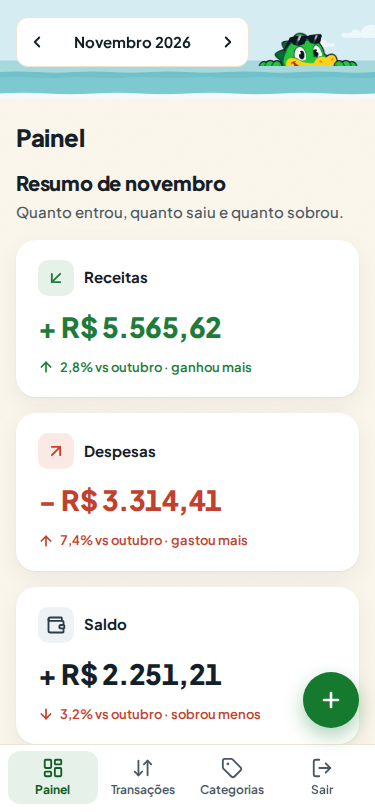 Novembro 2026
Painel
Resumo de novembro
Quanto entrou, quanto saiu e quanto sobrou.
Receitas
+ R$ 5.565,62
↑ 2,8% vs outubro · ganhou mais
Despesas
− R$ 3.314,41
↑ 7,4% vs outubro · gastou mais
Saldo
+ R$ 2.251,21
↓ 3,2% vs outubro · sobrou menos
Painel
Transações
Categorias
Sair